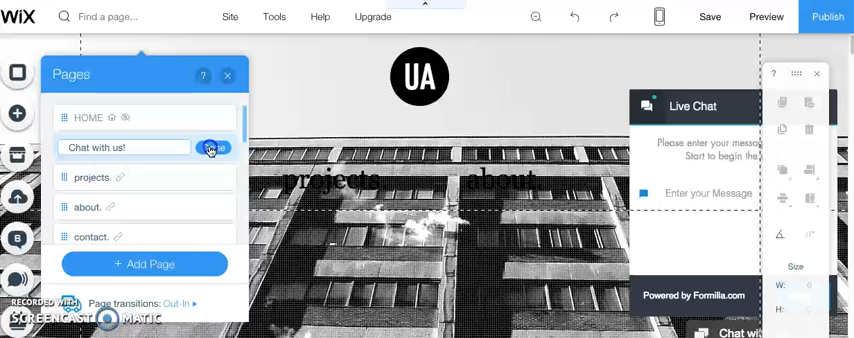 WiX
Find a page...
Site
Tools
Help
Upgrade
Save
Preview
Publish
Pages
?
HOME
Chat with us!
projects.
about.
contact.
+ Add Page
Page transitions: Out-In
RECORDED WITH
SCREENCAST MATIC
UA
projects.
about.
Live Chat
Please enter your messa
Start to begin the
Enter your Message
Powered by Formilla.com
Chat wi
?
Size
W:
H: